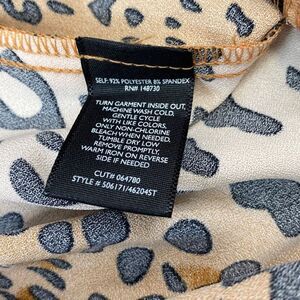 SELF: 92% POLYESTER 8% SPANDEX
RN# 148730
TURN GARMENT INSIDE OUT,
MACHINE WASH COLD,
GENTLE CYCLE
WITH LIKE COLORS
ONLY NON-CHLORINE
BLEACH WHEN NEEDED.
TUMBLE DRY LOW
REMOVE PROMPTLY,
WARM IRON ON REVERSE
SIDE IF NEEDED
CUT# 064780
STYLE # 506171/46204ST